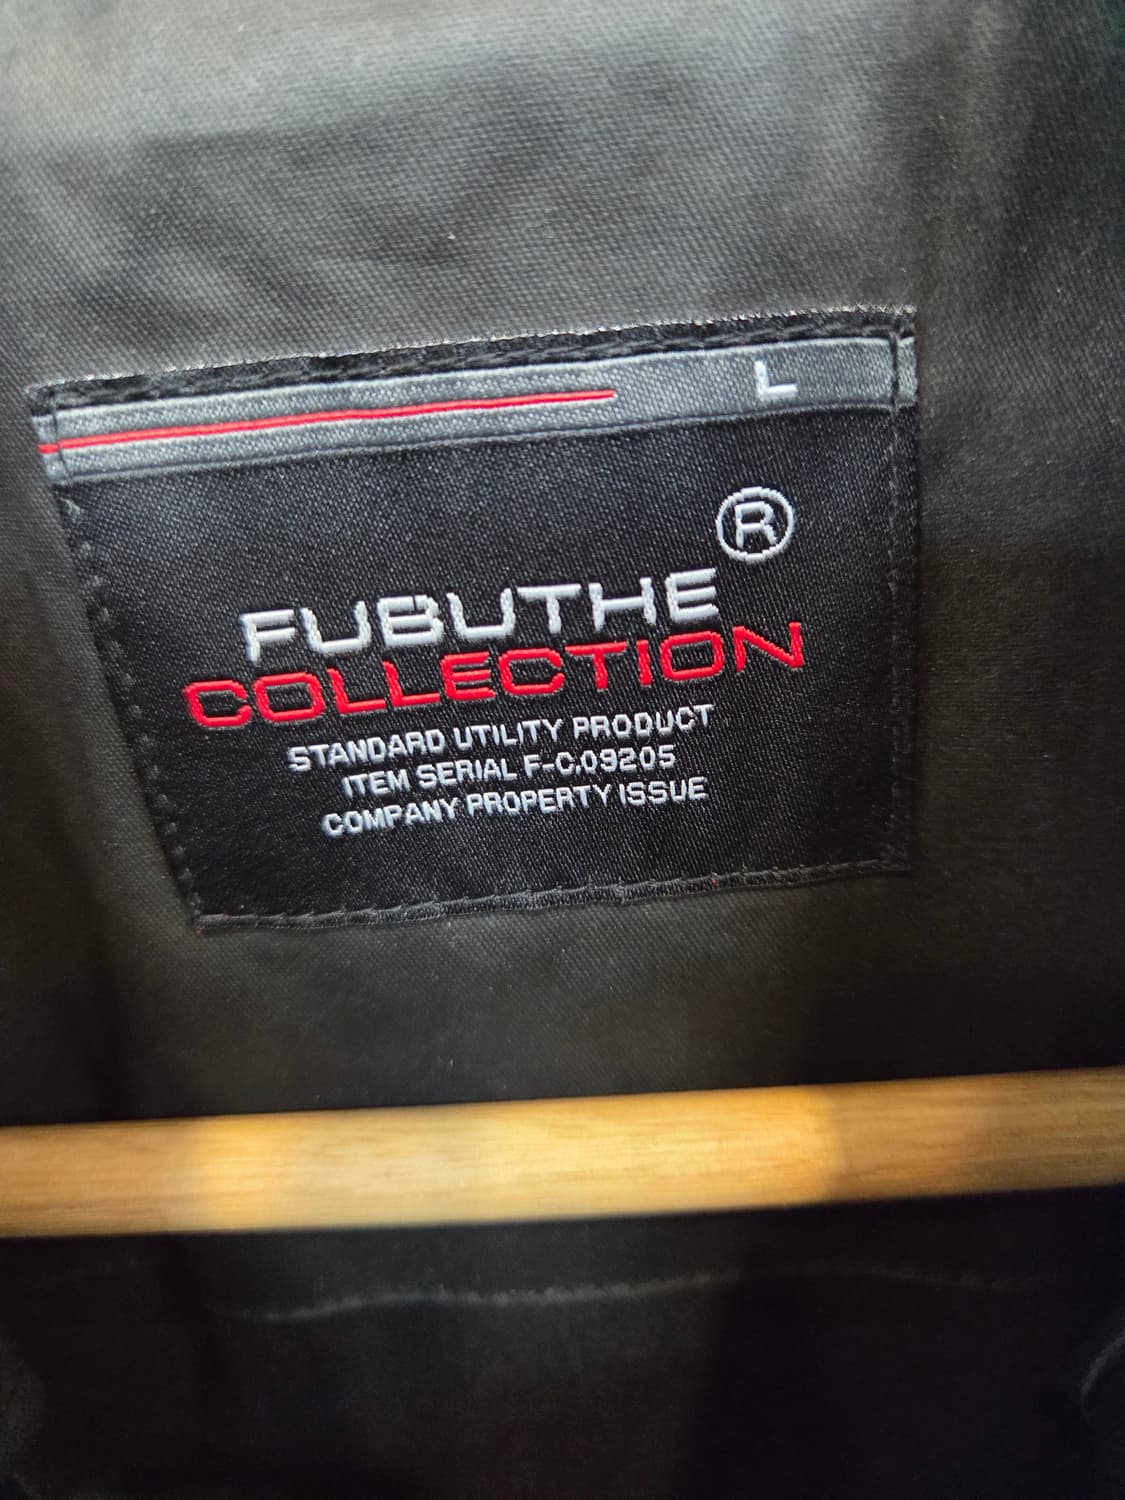 L
®
FUBUTHE
COLLECTION
STANDARD UTILITY PRODUCT
ITEM SERIAL F-C.09205
COMPANY PROPERTY ISSUE